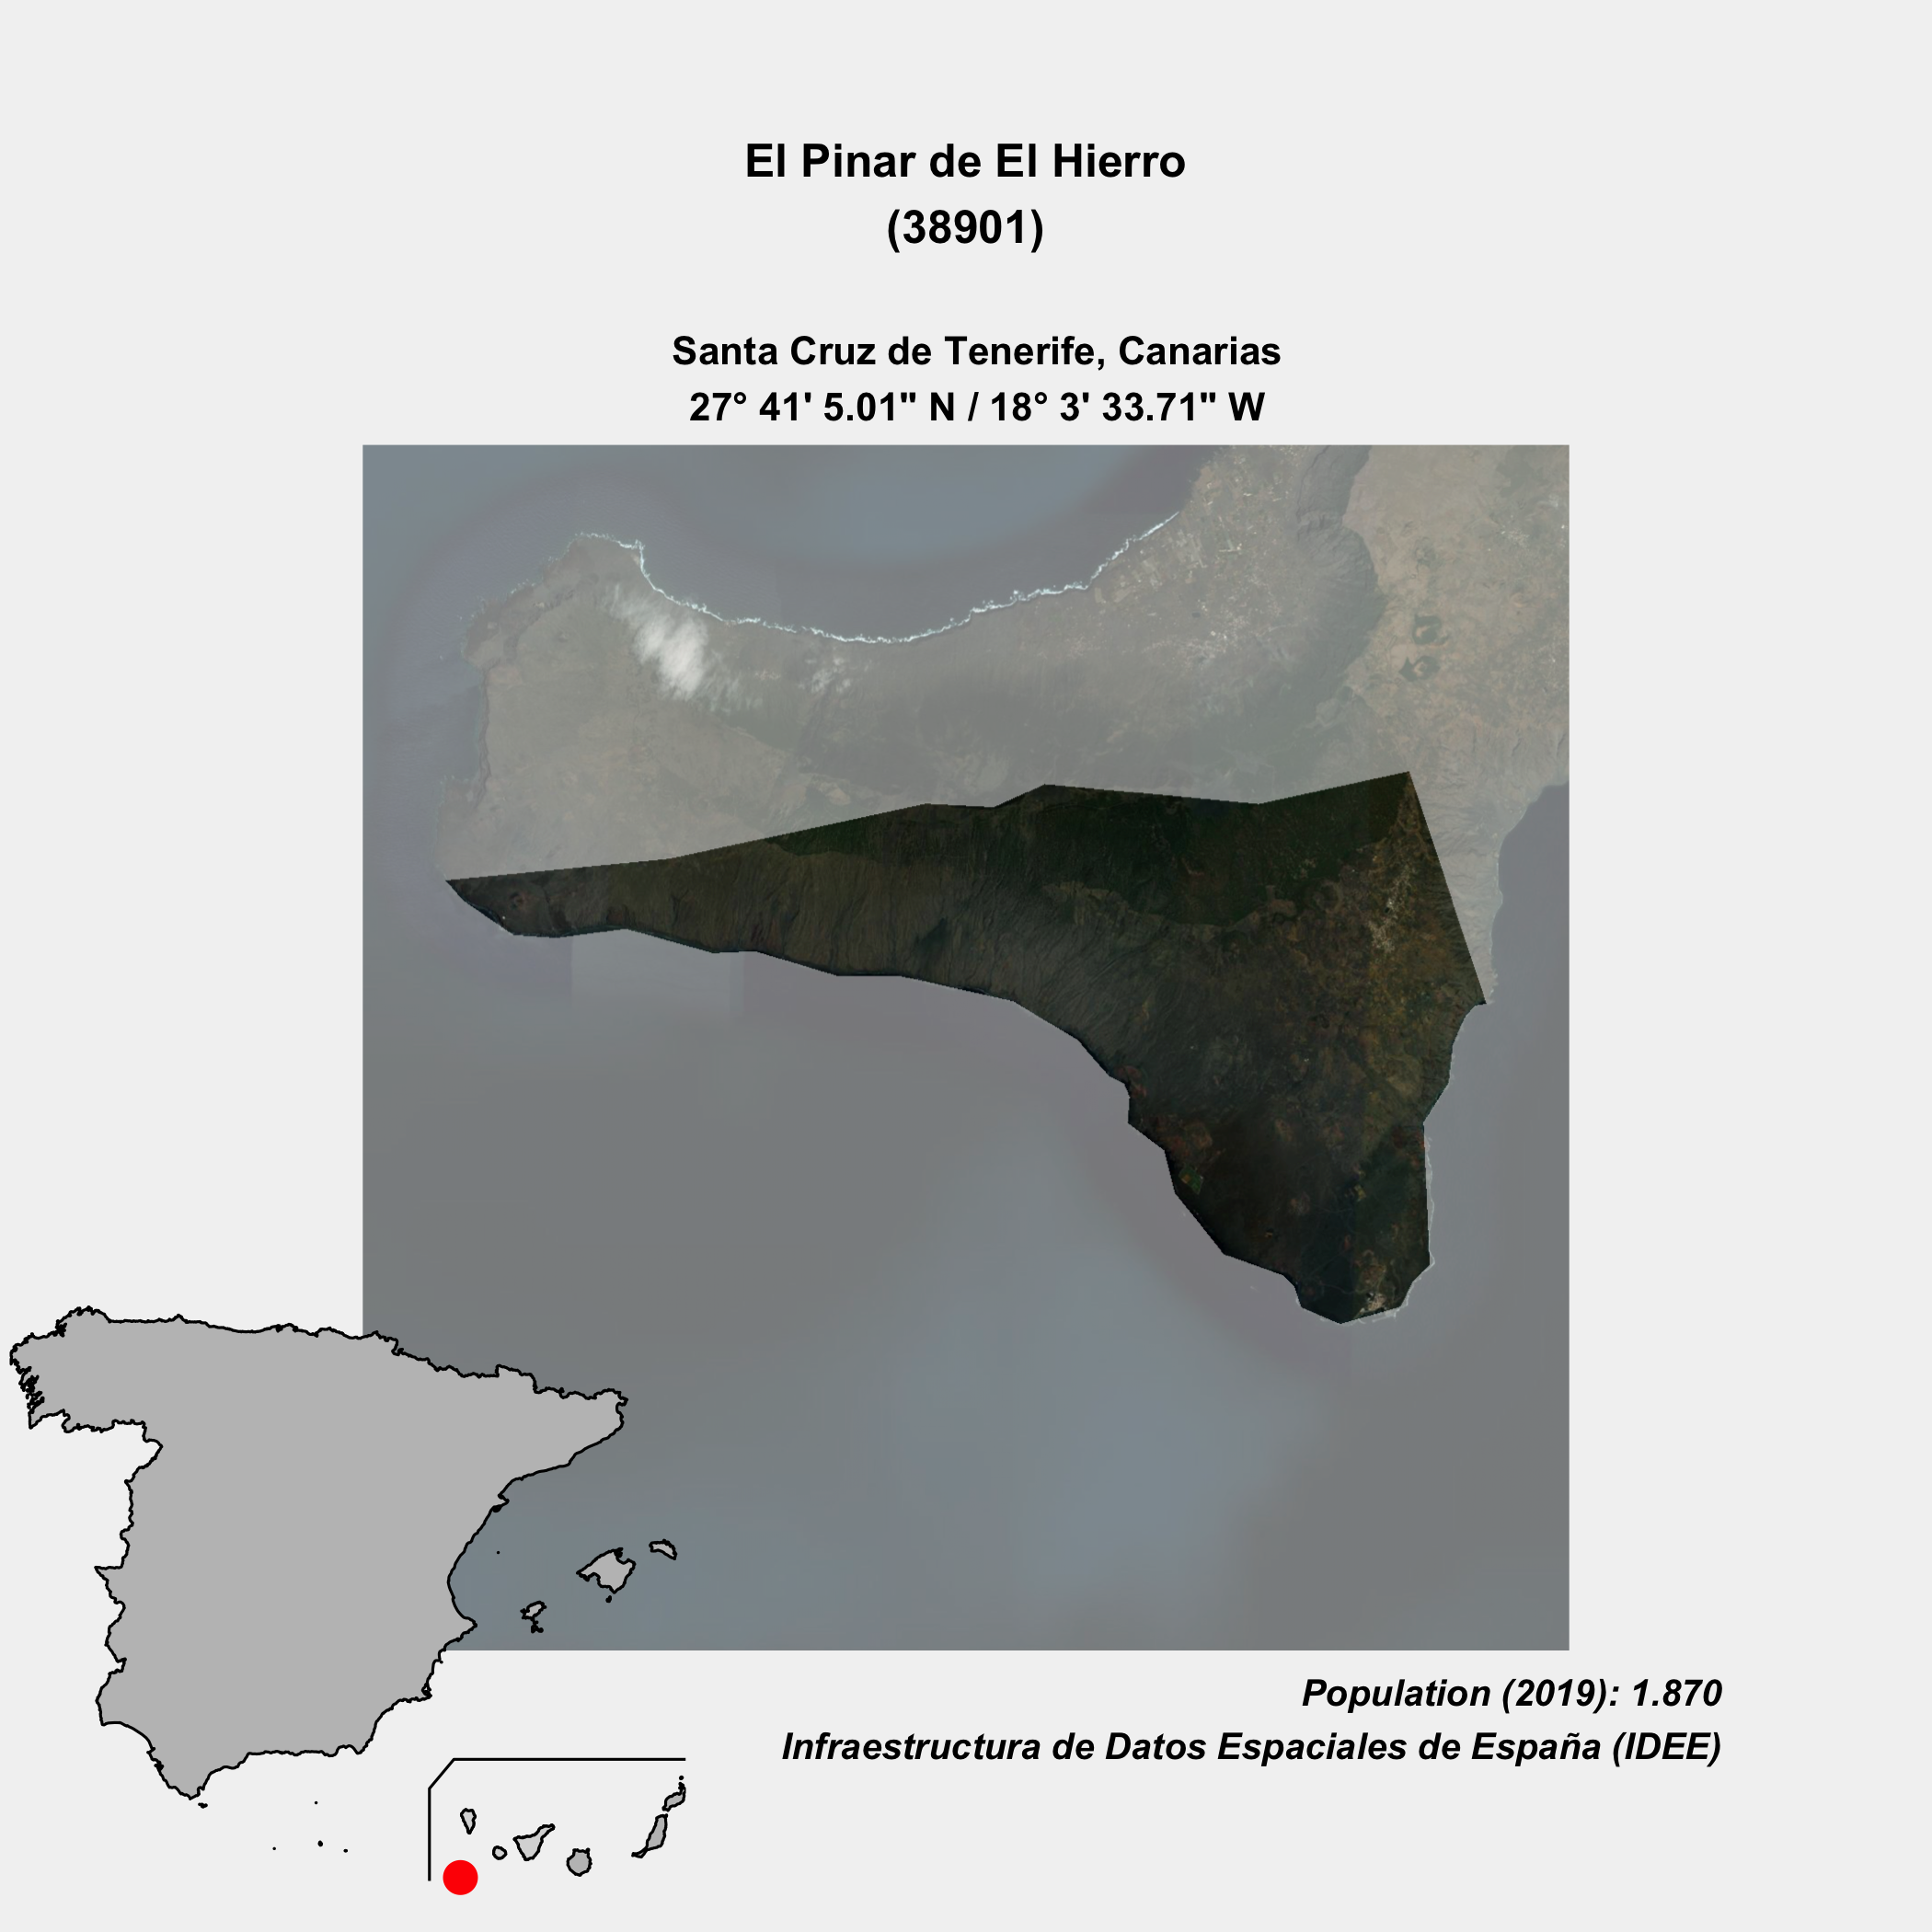 El Pinar de El Hierro
(38901)
Santa Cruz de Tenerife, Canarias
27° 41' 5.01" N / 18° 3' 33.71" W
Population (2019): 1.870
Infraestructura de Datos Espaciales de España (IDEE)